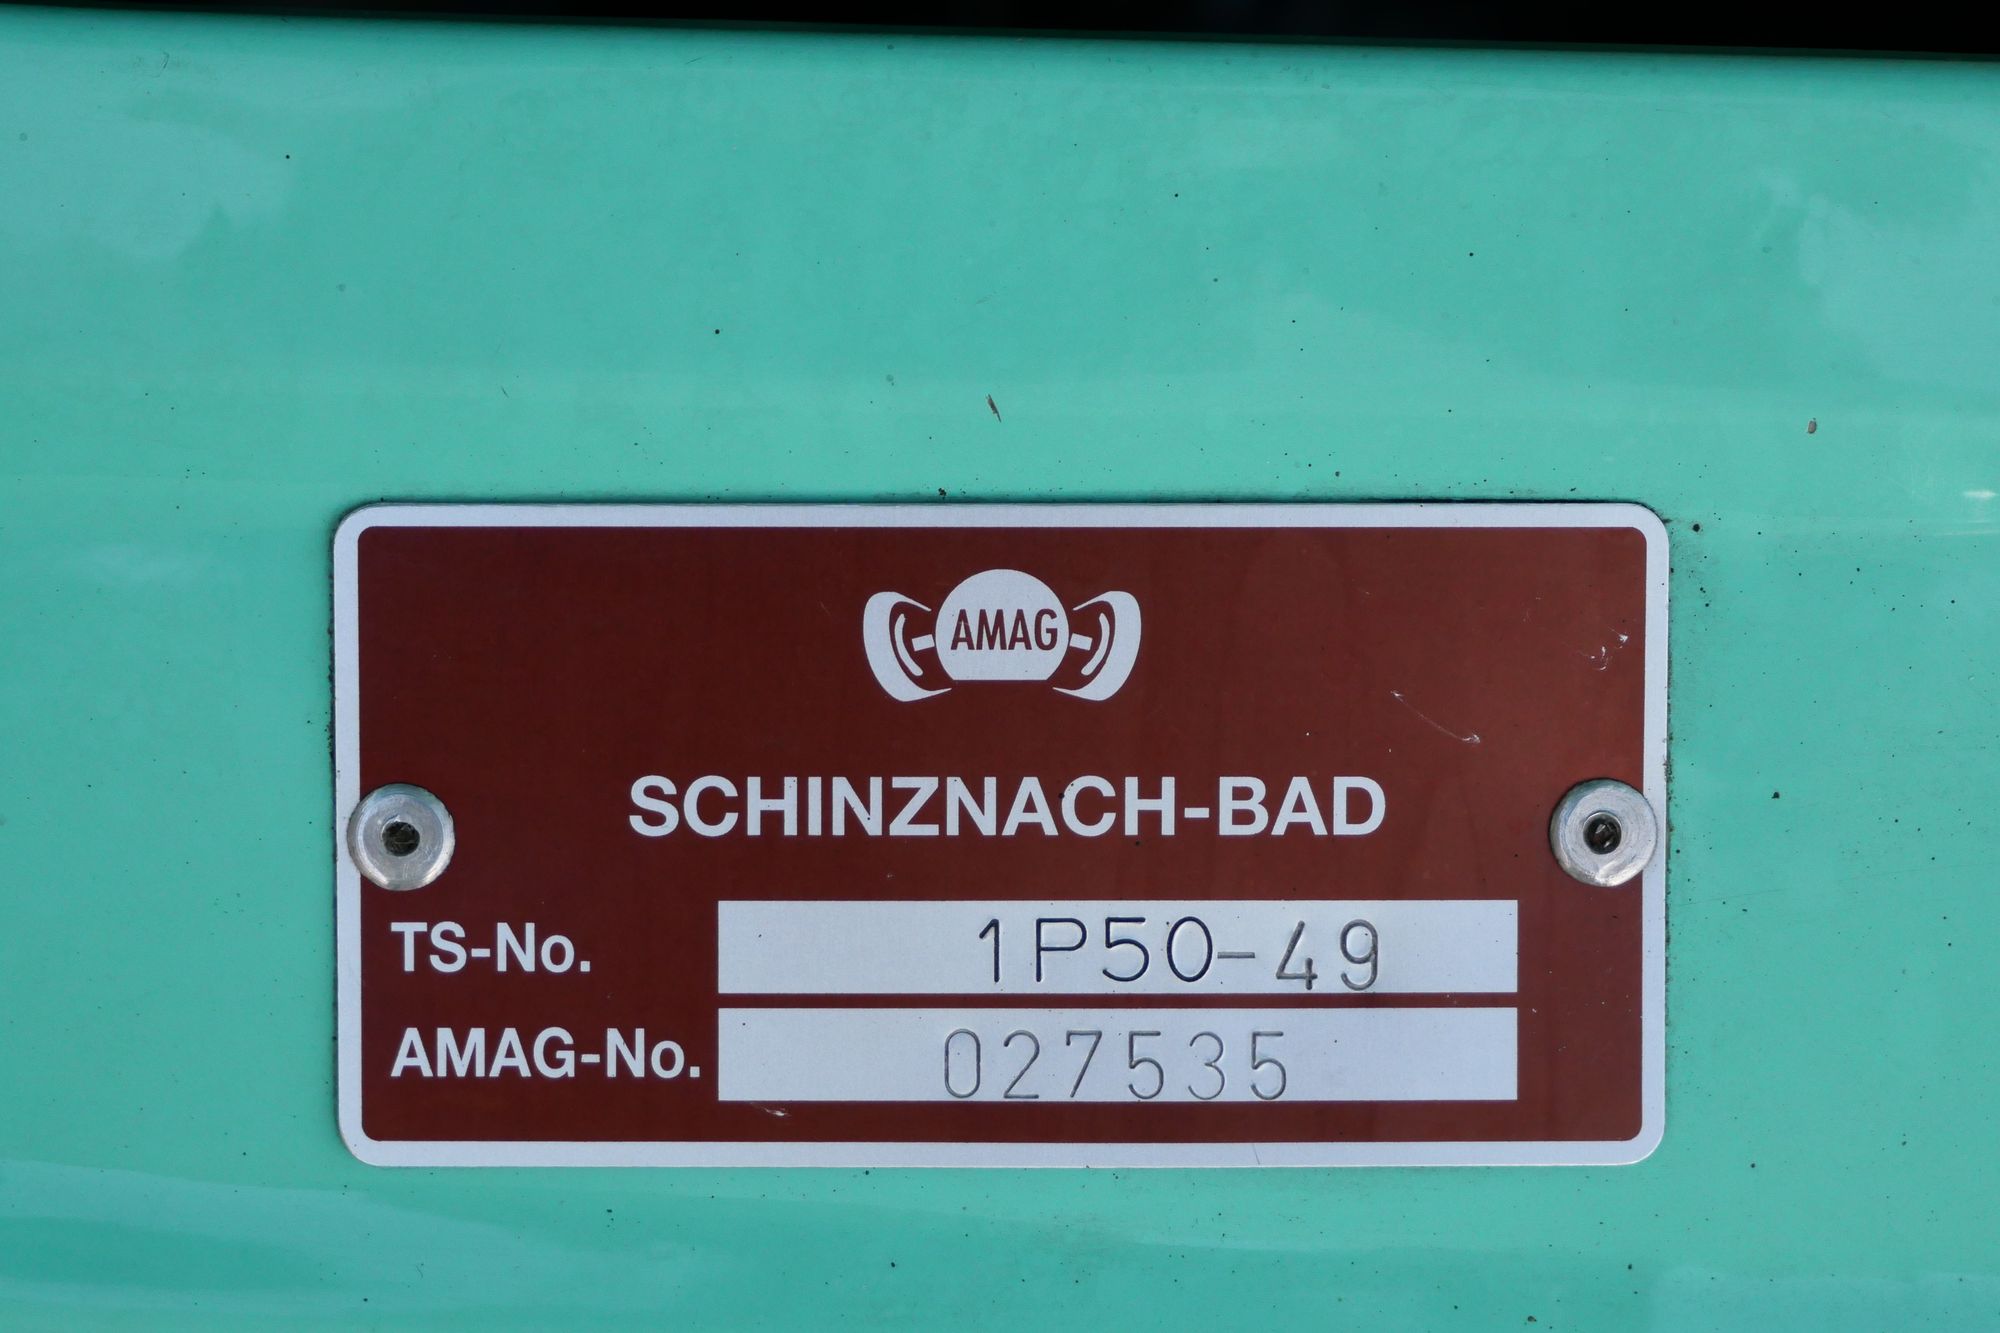 AMAG
SCHINZNACH-BAD
TS-No. 1P50-49
AMAG-No. 027535